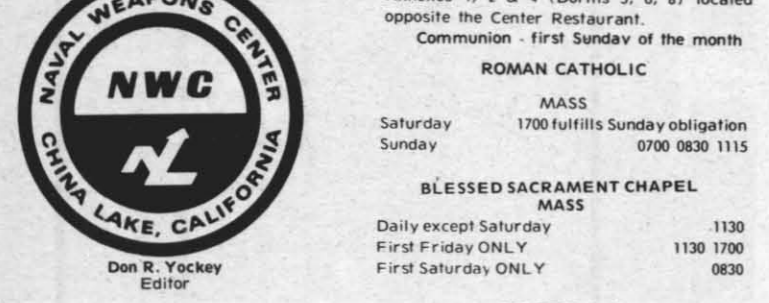 NAVAL WEAPONS CENTER
CHINA LAKE, CALIFORNIA
NWC
Don R. Yockey
Editor
opposite the Center Restaurant.
Communion - first Sunday of the month
ROMAN CATHOLIC
MASS
Saturday 1700 fulfills Sunday obligation
Sunday 0700 0830 1115
BLESSED SACRAMENT CHAPEL
MASS
Daily except Saturday 1130
First Friday ONLY 1130 1700
First Saturday ONLY 0830